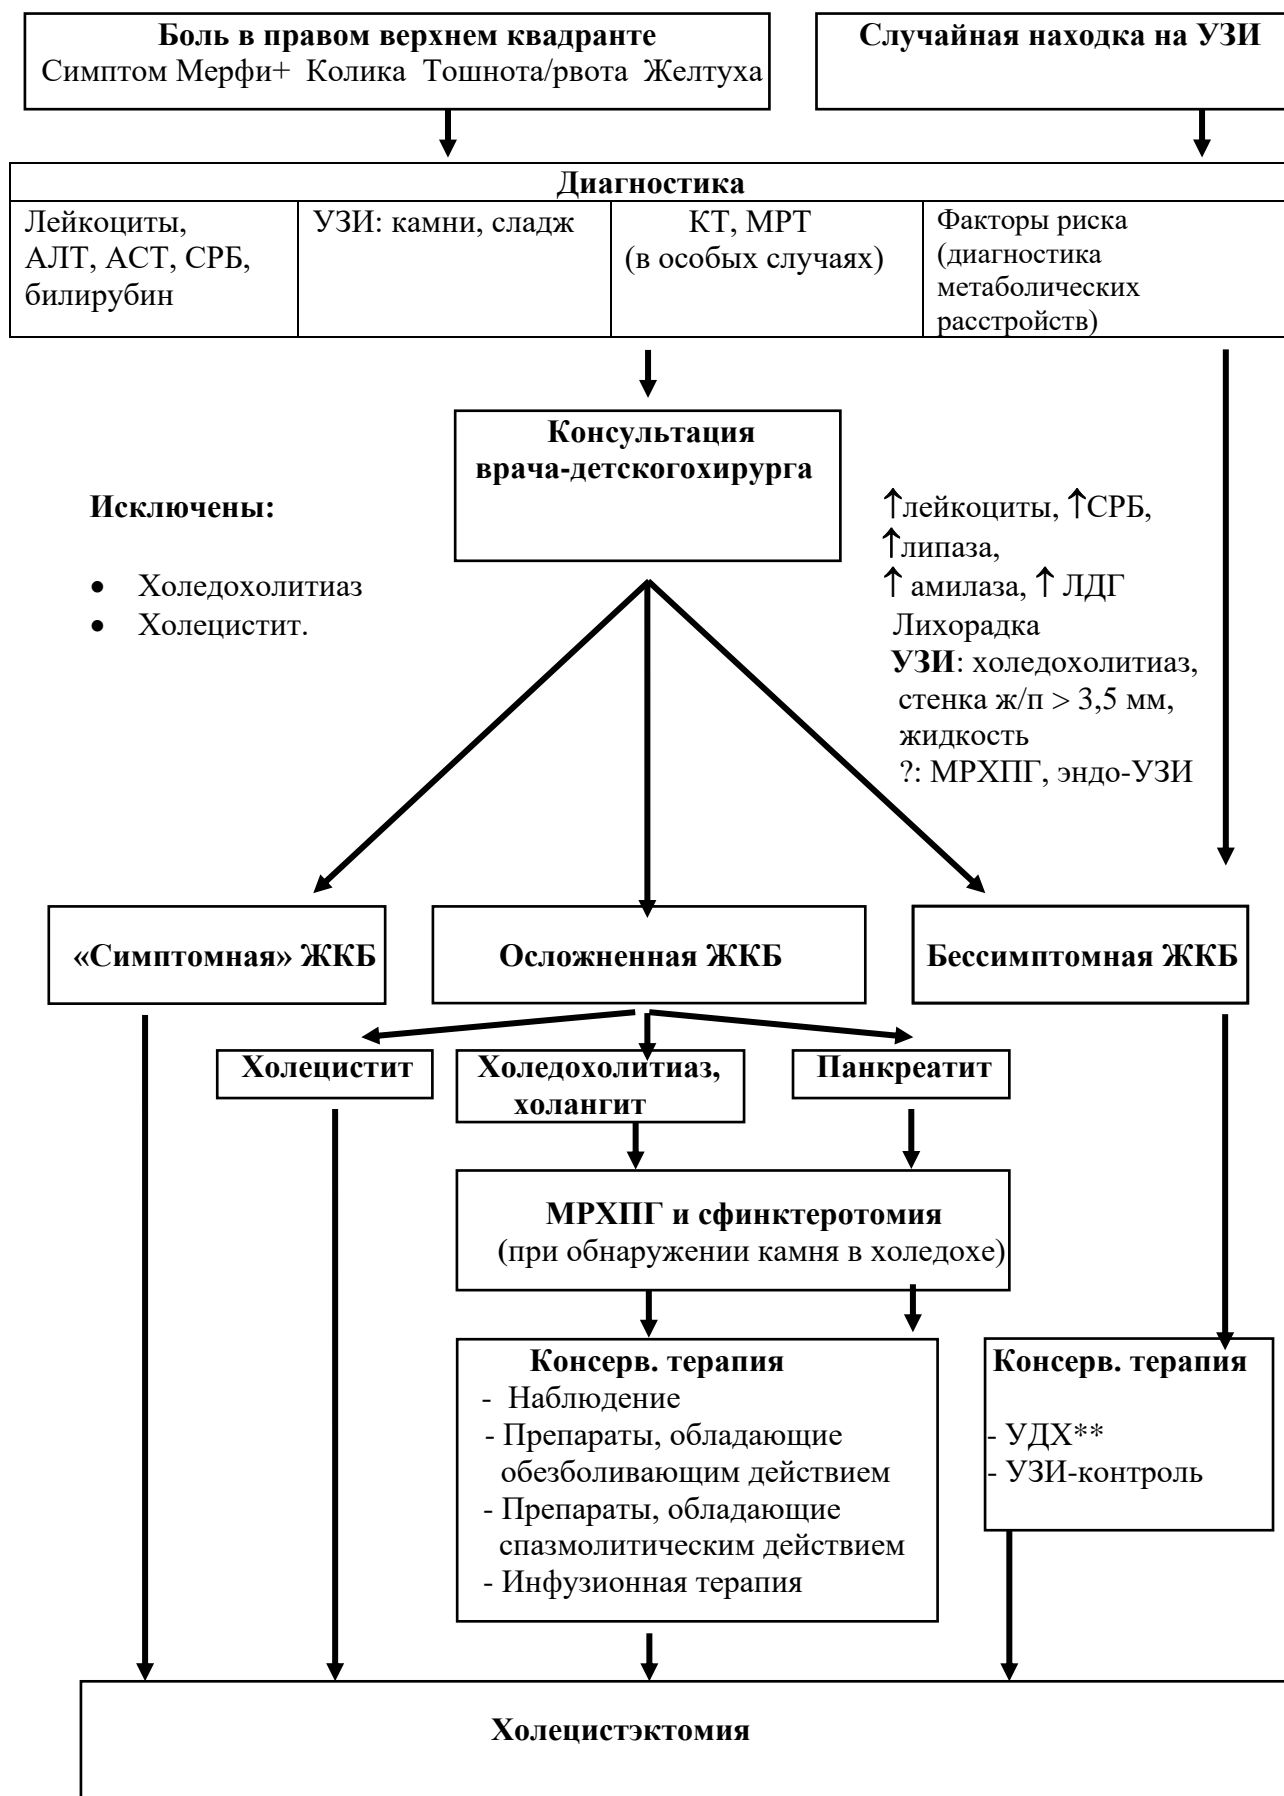 Боль в правом верхнем квадранте
Симптом Мерфи+ Колика Тошнота/рвота Желтуха
Случайная находка на УЗИ
Диагностика
Лейкоциты,
АЛТ, АСТ, СРБ,
билирубин
УЗИ: камни, сладж
КТ, МРТ
(в особых случаях)
Факторы риска
(диагностика
метаболических
расстройств)
Консультация
врача-детскогохирурга
Исключены:
• Холедохолитиаз
• Холецистит.
↑лейкоциты, ↑СРБ,
↑липаза,
↑ амилаза, ↑ ЛДГ
Лихорадка
УЗИ: холедохолитиаз,
стенка ж/п > 3,5 мм,
жидкость
?: МРХПГ, эндо-УЗИ
«Симптомная» ЖКБ
Осложненная ЖКБ
Бессимптомная ЖКБ
Холецистит
Холедохолитиаз,
холангит
Панкреатит
МРХПГ и сфинктеротомия
(при обнаружении камня в холедохе)
Консерв. терапия
- Наблюдение
- Препараты, обладающие
обезболивающим действием
- Препараты, обладающие
спазмолитическим действием
- Инфузионная терапия
Консерв. терапия
- УДХ**
- УЗИ-контроль
Холецистэктомия